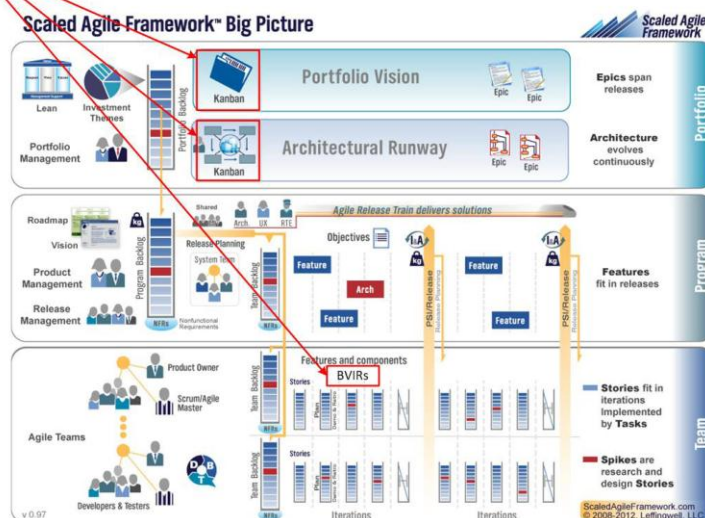 Scaled Agile Framework™ Big Picture
Scaled Agile
Framework
Lean
Investment
Themes
Portfolio
Management
Portfolio Backlog
Kanban
Portfolio Vision
Epic
Epic
Epics span
releases
Kanban
Architectural Runway
Epic
Epic
Architecture
evolves
continuously
Portfolio
Roadmap
Vision
Product
Management
Release
Management
kg
Program Backlog
NFRs
Nonfunctional
Requirements
Shared
Arch.
UX
RTE
Agile Release Train delivers solutions
Release Planning
System Team
Team Backlog
NFRs
Objectives
Feature
Arch
Feature
I&A
kg
PSI/Release
Release Planning
Feature
Feature
I&A
kg
PSI/Release
Release Planning
Features
fit in releases
Program
Agile Teams
Product Owner
Scrum/Agile
Master
Developers & Testers
D
B
T
Team Backlog
NFRs
Team Backlog
NFRs
Features and components
BVIRs
Stories
Plan
Stories
Plan
Iterations
Iterations
Stories fit in
iterations
Implemented
by Tasks
Spikes are
research and
design Stories
Team
v 0.97
ScaledAgileFramework.com
© 2008-2012, Leffingwell, LLC